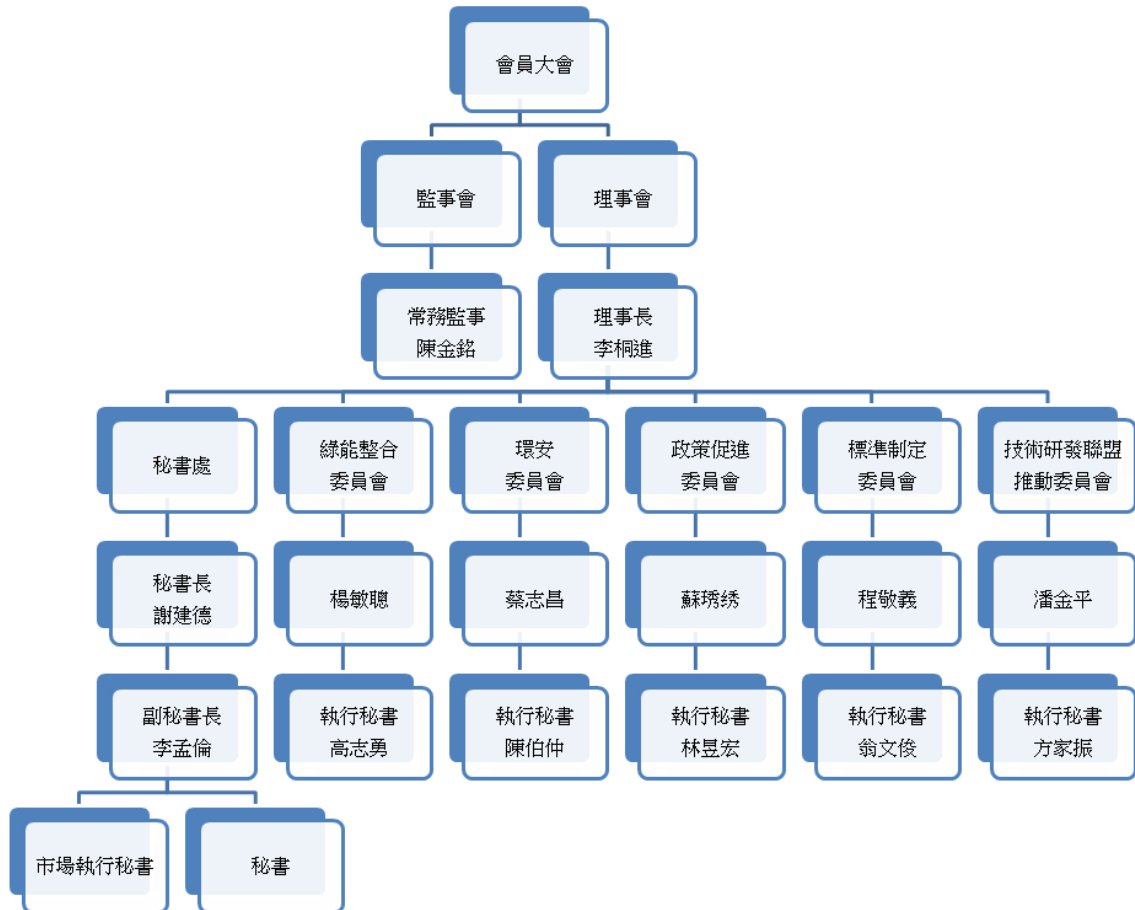 會員大會
監事會
理事會
常務監事
陳金銘
理事長
李桐進
秘書處
綠能整合
委員會
環安
委員會
政策促進
委員會
標準制定
委員會
技術研發聯盟
推動委員會
秘書長
謝建德
楊敏聰
蔡志昌
蘇琇绣
程敬義
潘金平
副秘書長
李孟倫
執行秘書
高志勇
執行秘書
陳伯仲
執行秘書
林昱宏
執行秘書
翁文俊
執行秘書
方家振
市場執行秘書
秘書